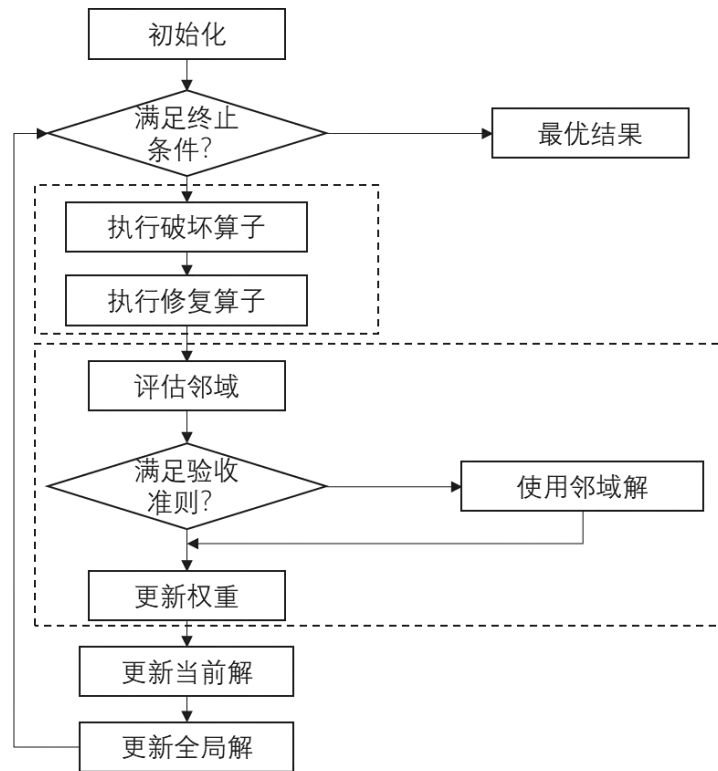 初始化
满足终止
条件?
最优结果
执行破坏算子
执行修复算子
评估邻域
满足验收
准则?
使用邻域解
更新权重
更新当前解
更新全局解